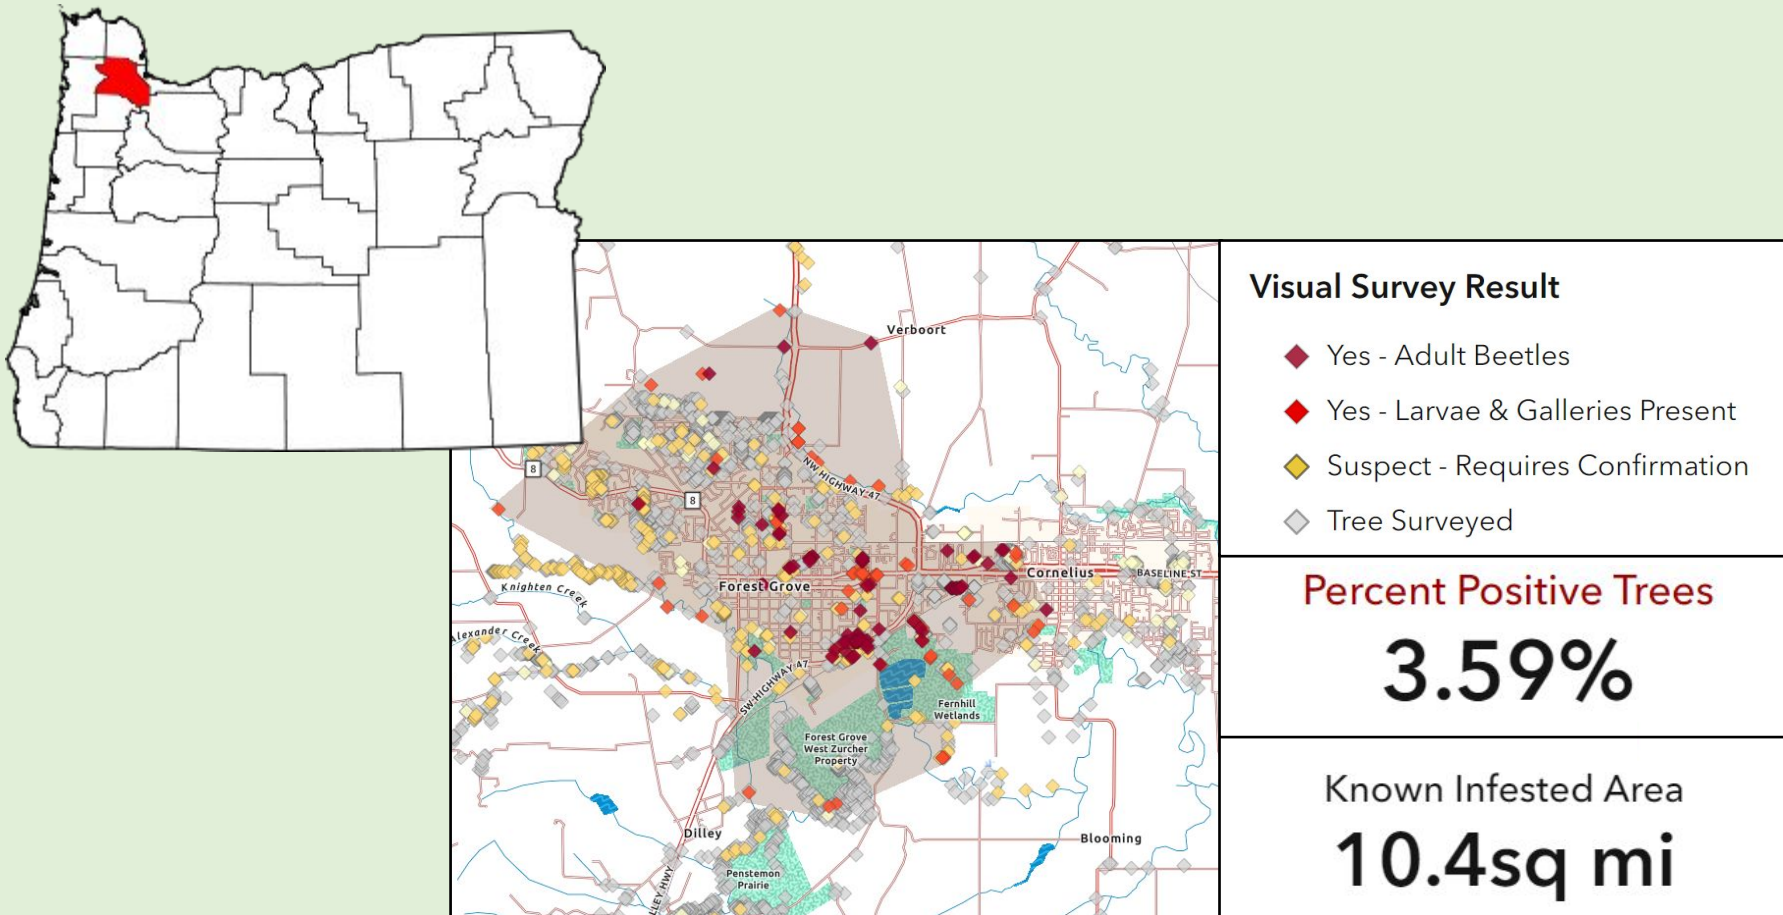 Verboort
8
8
NW HIGHWAY 47
Knighten Creek
Alexander Creek
Forest Grove
Cornelius
BASELINE ST
SW HIGHWAY 47
Fernhill
Wetlands
Forest Grove
West Zurcher
Property
Dilley
Blooming
Penstemon
Prairie
LLEY HWY
Visual Survey Result
Yes - Adult Beetles
Yes - Larvae & Galleries Present
Suspect - Requires Confirmation
Tree Surveyed
Percent Positive Trees
3.59%
Known Infested Area
10.4sq mi